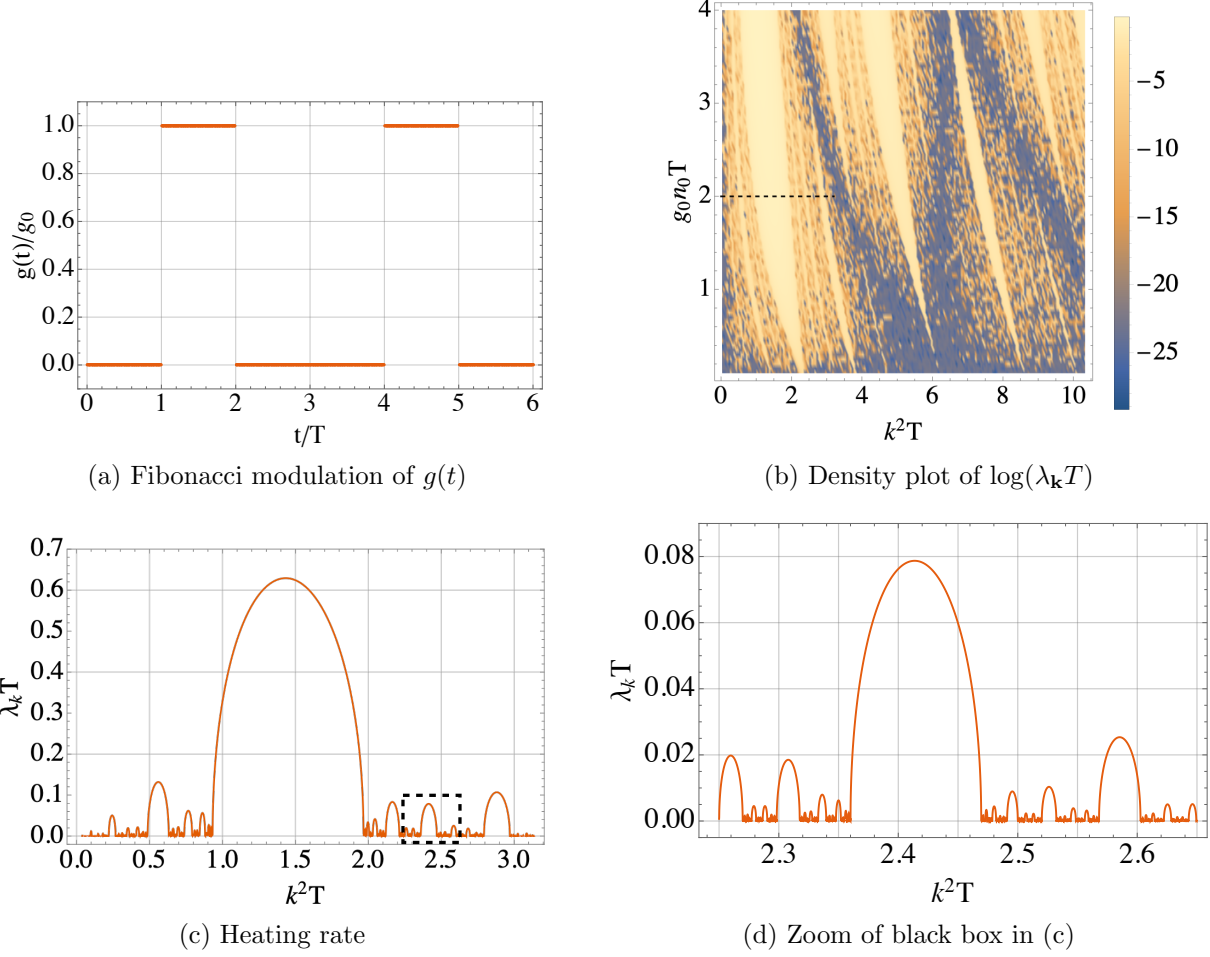 1.0
0.8
0.6
0.4
0.2
0.0
g(t)/g0
0 1 2 3 4 5 6
t/T
(a) Fibonacci modulation of g(t)
4
3
2
1
g0n0T
0 2 4 6 8 10
k²T
−5
−10
−15
−20
−25
(b) Density plot of log(λkT)
0.7
0.6
0.5
0.4
0.3
0.2
0.1
0.0
λkT
0.0 0.5 1.0 1.5 2.0 2.5 3.0
k²T
(c) Heating rate
0.08
0.06
0.04
0.02
0.00
λkT
2.3 2.4 2.5 2.6
k²T
(d) Zoom of black box in (c)